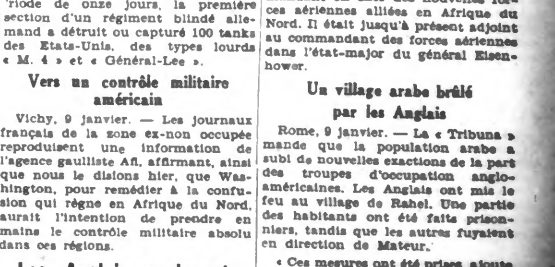 riode de onze jours, la première
section d'un régiment blindé alle-
mand a détruit ou capturé 100 tanks
des Etats-Unis, des types lourds
« M. 4 » et « Général-Lee ».
Vers un contrôle militaire
américain
Vichy, 9 janvier. — Les journaux
français de la zone ex-non occupée
reproduisent une information de
l'agence gaulliste Afi, affirmant, ainsi
que nous le disions hier, que Was-
hington, pour remédier à la confu-
sion qui règne en Afrique du Nord,
aurait l'intention de prendre en
mains le contrôle militaire absolu
dans ces régions.
ces aériennes alliées en Afrique du
Nord. Il était jusqu'à présent adjoint
au commandant des forces aériennes
dans l'état-major du général Eisen-
hower.
Un village arabe brûlé
par les Anglais
Rome, 9 janvier. — La « Tribuna »
mande que la population arabe a
subi de nouvelles exactions de la part
des troupes d'occupation anglo-
américaines. Les Anglais ont mis le
feu au village de Rahel. Une partie
des habitants ont été faits prison-
niers, tandis que les autres fuyaient
en direction de Mateur.
« Ces mesures ont été prises, ajoute